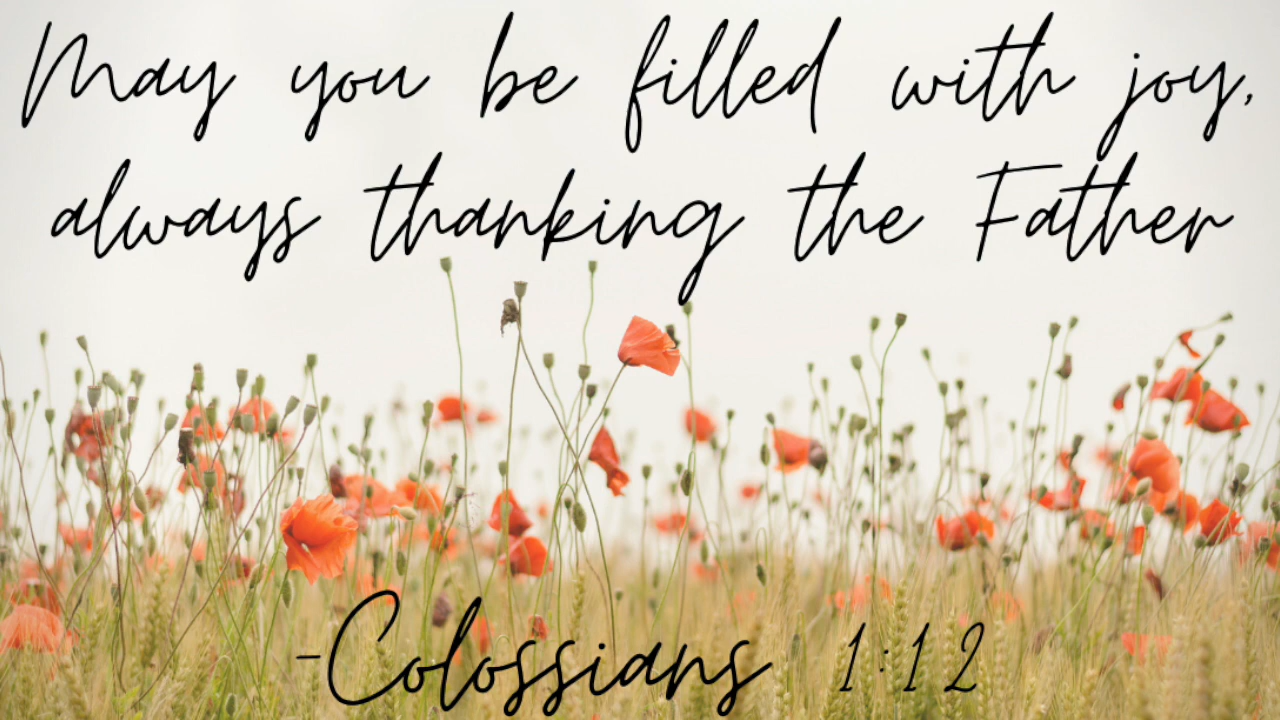 May you be filled with joy,
always thanking the Father
-Colossians 1:12